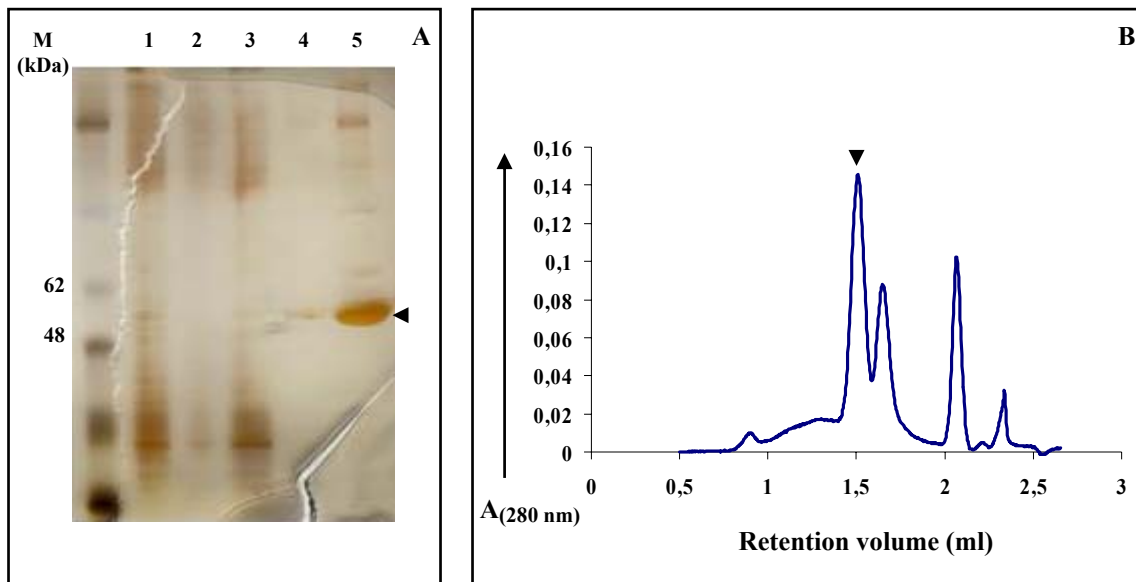 A
M 1 2 3 4 5
(kDa)
62
48
B
0,16
0,14
0,12
0,1
0,08
0,06
0,04
0,02
0
0 0,5 1 1,5 2 2,5 3
A(280 nm)
Retention volume (ml)